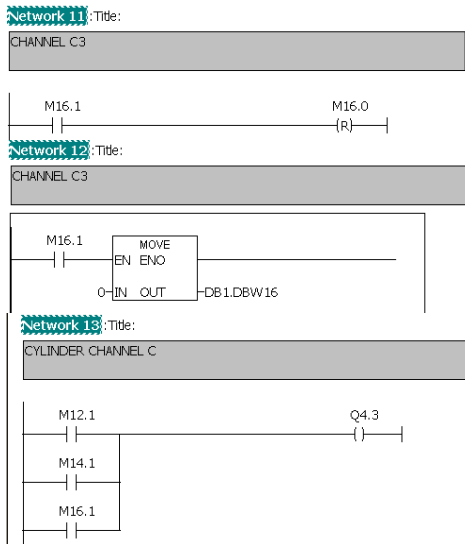 Network 11 :Title:
CHANNEL C3
M16.1 M16.0
(R)
Network 12 :Title:
CHANNEL C3
M16.1 MOVE
EN ENO
0 IN OUT DB1.DBW16
Network 13 :Title:
CYLINDER CHANNEL C
M12.1 Q4.3
( )
M14.1
M16.1